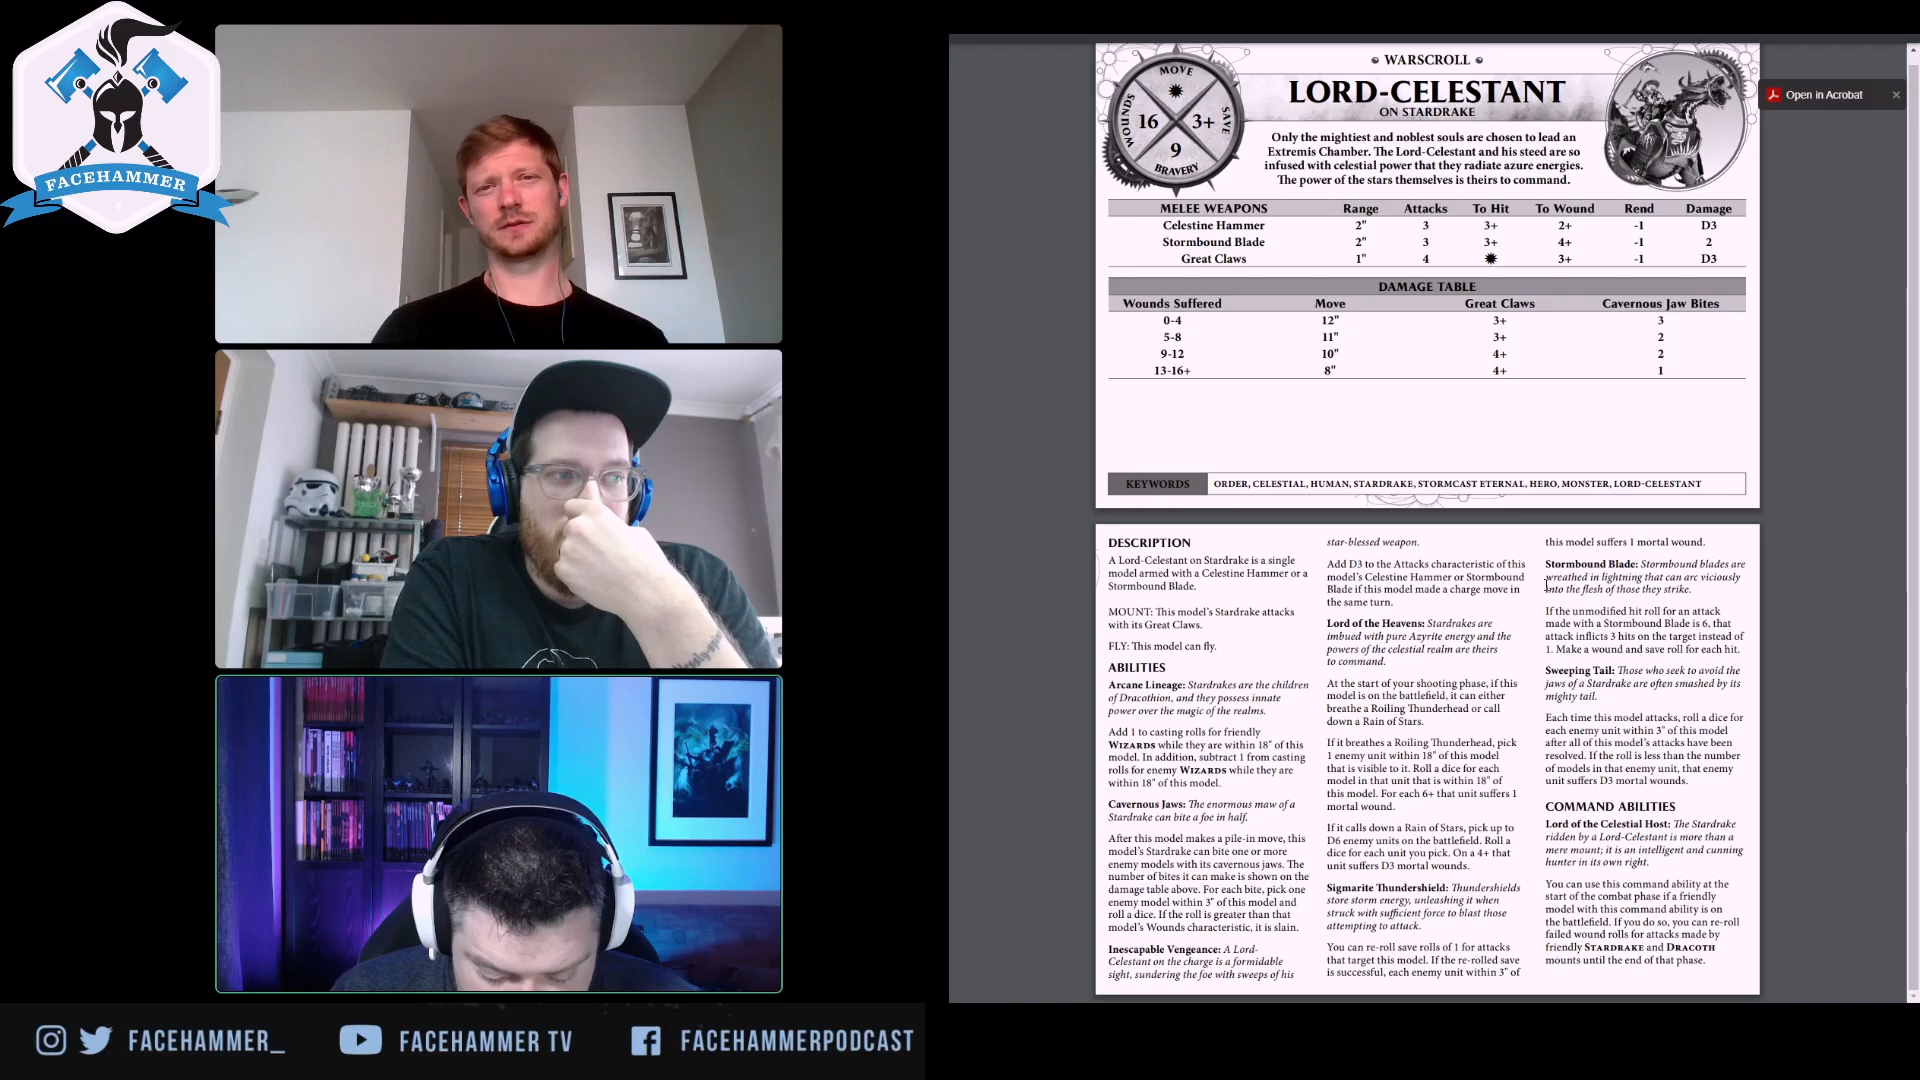 FACEHAMMER
WARSCROLL
LORD-CELESTANT
ON STARDRAKE
MOVE
WOUNDS
16
3+
SAVE
9
BRAVERY
Only the mightiest and noblest souls are chosen to lead an
Extremis Chamber. The Lord-Celestant and his steed are so
infused with celestial power that they radiate azure energies.
The power of the stars themselves is theirs to command.
Open in Acrobat
MELEE WEAPONS Range Attacks To Hit To Wound Rend Damage
Celestine Hammer 2" 3 3+ 2+ -1 D3
Stormbound Blade 2" 3 3+ 4+ -1 2
Great Claws 1" 4 ✹ 3+ -1 D3
DAMAGE TABLE
Wounds Suffered Move Great Claws Cavernous Jaw Bites
0-4 12" 3+ 3
5-8 11" 3+ 2
9-12 10" 4+ 2
13-16+ 8" 4+ 1
KEYWORDS ORDER, CELESTIAL, HUMAN, STARDRAKE, STORMCAST ETERNAL, HERO, MONSTER, LORD-CELESTANT
DESCRIPTION
A Lord-Celestant on Stardrake is a single
model armed with a Celestine Hammer or a
Stormbound Blade.
MOUNT: This model's Stardrake attacks
with its Great Claws.
FLY: This model can fly.
ABILITIES
Arcane Lineage: Stardrakes are the children
of Dracothion, and they possess innate
power over the magic of the realms.
Add 1 to casting rolls for friendly
WIZARDS while they are within 18" of this
model. In addition, subtract 1 from casting
rolls for enemy WIZARDS while they are
within 18" of this model.
Cavernous Jaws: The enormous maw of a
Stardrake can bite a foe in half.
After this model makes a pile-in move, this
model's Stardrake can bite one or more
enemy models with its cavernous jaws. The
number of bites it can make is shown on the
damage table above. For each bite, pick one
enemy model within 3" of this model and
roll a dice. If the roll is greater than that
model's Wounds characteristic, it is slain.
Inescapable Vengeance: A Lord-
Celestant on the charge is a formidable
sight, sundering the foe with sweeps of his
star-blessed weapon.
Add D3 to the Attacks characteristic of this
model's Celestine Hammer or Stormbound
Blade if this model made a charge move in
the same turn.
Lord of the Heavens: Stardrakes are
imbued with pure Azyrite energy and the
powers of the celestial realm are theirs
to command.
At the start of your shooting phase, if this
model is on the battlefield, it can either
breathe a Roiling Thunderhead or call
down a Rain of Stars.
If it breathes a Roiling Thunderhead, pick
1 enemy unit within 18" of this model
that is visible to it. Roll a dice for each
model in that unit that is within 18" of
this model. For each 6+ that unit suffers 1
mortal wound.
If it calls down a Rain of Stars, pick up to
D6 enemy units on the battlefield. Roll a
dice for each unit you pick. On a 4+ that
unit suffers D3 mortal wounds.
Sigmarite Thundershield: Thundershields
store storm energy, unleashing it when
struck with sufficient force to blast those
attempting to attack.
You can re-roll save rolls of 1 for attacks
that target this model. If the re-rolled save
is successful, each enemy unit within 3" of
this model suffers 1 mortal wound.
Stormbound Blade: Stormbound blades are
wreathed in lightning that can arc viciously
into the flesh of those they strike.
If the unmodified hit roll for an attack
made with a Stormbound Blade is 6, that
attack inflicts 3 hits on the target instead of
1. Make a wound and save roll for each hit.
Sweeping Tail: Those who seek to avoid the
jaws of a Stardrake are often smashed by its
mighty tail.
Each time this model attacks, roll a dice for
each enemy unit within 3" of this model
after all of this model's attacks have been
resolved. If the roll is less than the number
of models in that enemy unit, that enemy
unit suffers D3 mortal wounds.
COMMAND ABILITIES
Lord of the Celestial Host: The Stardrake
ridden by a Lord-Celestant is more than a
mere mount; it is an intelligent and cunning
hunter in its own right.
You can use this command ability at the
start of the combat phase if a friendly
model with this command ability is on
the battlefield. If you do so, you can re-roll
failed wound rolls for attacks made by
friendly STARDRAKE and DRACOTH
mounts until the end of that phase.
FACEHAMMER_
FACEHAMMER TV
FACEHAMMERPODCAST